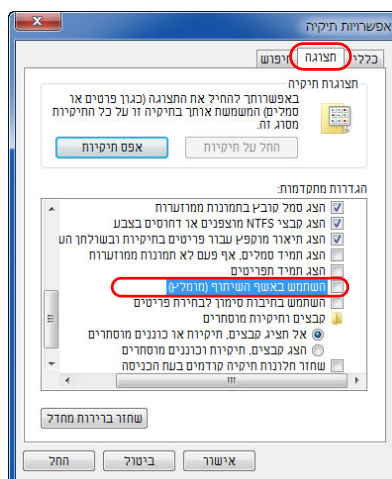 אפשרויות תיקיה
כללי תצוגה חיפוש
תצוגות תיקיה
באפשרותך להחיל את התצוגה (כגון פרטים או
סמלים) המשמשת אותך בתיקיה זו על כל התיקיות
מסוג זה.
החל על תיקיות אפס תיקיות
הגדרות מתקדמות:
הצג סמל קובץ בתמונות ממוזערות
הצג קבצי NTFS מוצפנים או דחוסים בצבע
הצג תיאור מוקפץ עבור פריטים בתיקיות ובשולחן הע
הצג תמיד סמלים, אף פעם לא תמונות ממוזערות
הצג תמיד תפריטים
השתמש באשף השיתוף (מומלץ)
השתמש בתיבות סימון לבחירת פריטים
קבצים ותיקיות מוסתרים
אל תציג קבצים, תיקיות או כוננים מוסתרים
הצג קבצים, תיקיות וכוננים מוסתרים
שחזר חלונות תיקיה קודמים בעת הכניסה
שחזר ברירות מחדל
אישור ביטול החל